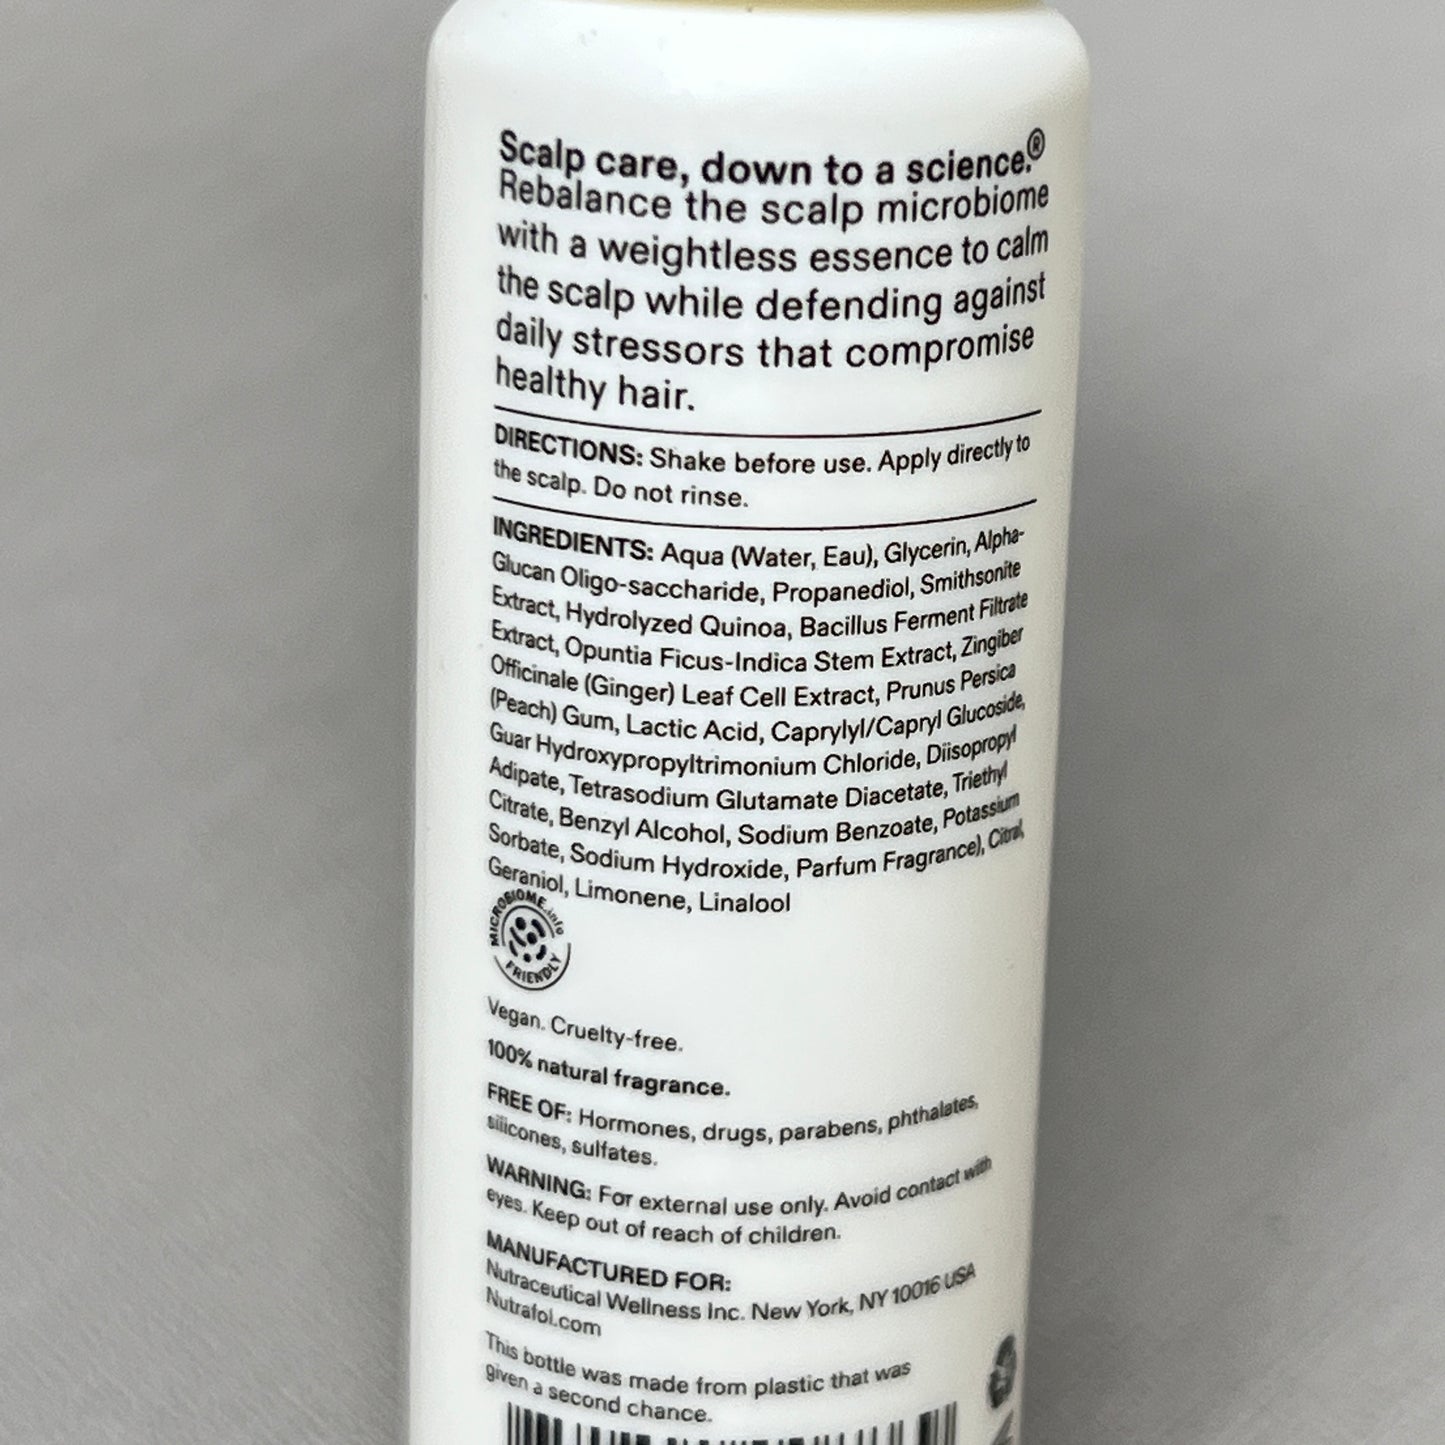 Scalp care, down to a science.®
Rebalance the scalp microbiome
with a weightless essence to calm
the scalp while defending against
daily stressors that compromise
healthy hair.
DIRECTIONS: Shake before use. Apply directly to
the scalp. Do not rinse.
INGREDIENTS: Aqua (Water, Eau), Glycerin, Alpha-
Glucan Oligo-saccharide, Propanediol, Smithsonite
Extract, Hydrolyzed Quinoa, Bacillus Ferment Filtrate
Extract, Opuntia Ficus-Indica Stem Extract, Zingiber
Officinale (Ginger) Leaf Cell Extract, Prunus Persica
(Peach) Gum, Lactic Acid, Caprylyl/Capryl Glucoside,
Guar Hydroxypropyltrimonium Chloride, Diisopropyl
Adipate, Tetrasodium Glutamate Diacetate, Triethyl
Citrate, Benzyl Alcohol, Sodium Benzoate, Potassium
Sorbate, Sodium Hydroxide, Parfum Fragrance), Citral,
Geraniol, Limonene, Linalool
MICROBIOME.info
FRIENDLY
Vegan. Cruelty-free.
100% natural fragrance.
FREE OF: Hormones, drugs, parabens, phthalates,
silicones, sulfates.
WARNING: For external use only. Avoid contact with
eyes. Keep out of reach of children.
MANUFACTURED FOR:
Nutraceutical Wellness Inc. New York, NY 10016 USA
Nutrafol.com
This bottle was made from plastic that was
given a second chance.